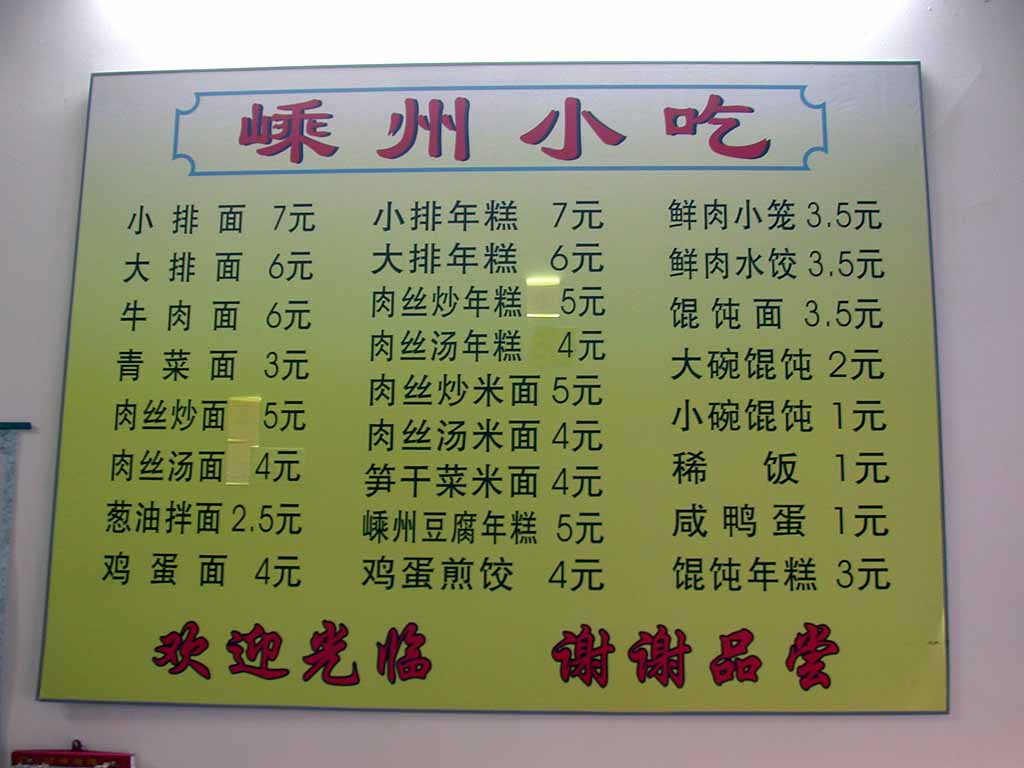 嵊州小吃
小排面 7元
大排面 6元
牛肉面 6元
青菜面 3元
肉丝炒面 5元
肉丝汤面 4元
葱油拌面 2.5元
鸡蛋面 4元
小排年糕 7元
大排年糕 6元
肉丝炒年糕 5元
肉丝汤年糕 4元
肉丝炒米面 5元
肉丝汤米面 4元
笋干菜米面 4元
嵊州豆腐年糕 5元
鸡蛋煎饺 4元
鲜肉小笼 3.5元
鲜肉水饺 3.5元
馄饨面 3.5元
大碗馄饨 2元
小碗馄饨 1元
稀饭 1元
咸鸭蛋 1元
馄饨年糕 3元
欢迎光临 谢谢品尝